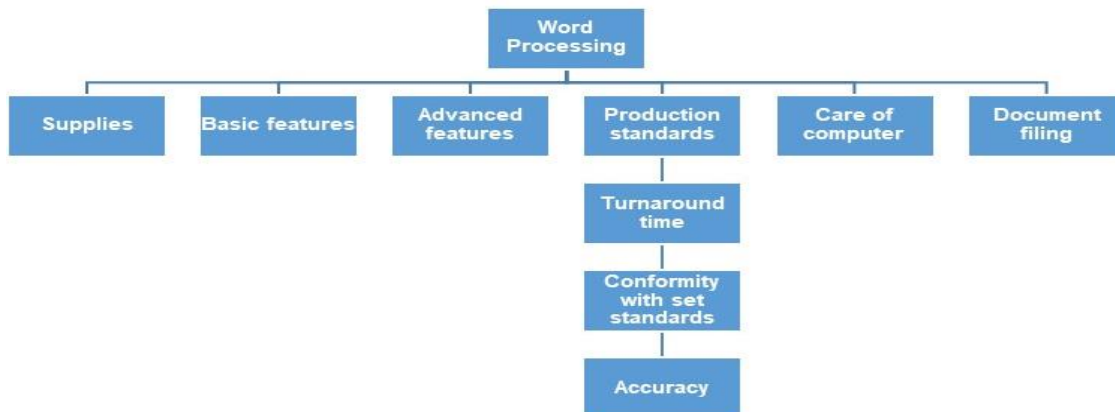 Word
Processing
Supplies
Basic features
Advanced
features
Production
standards
Care of
computer
Document
filing
Turnaround
time
Conformity
with set
standards
Accuracy